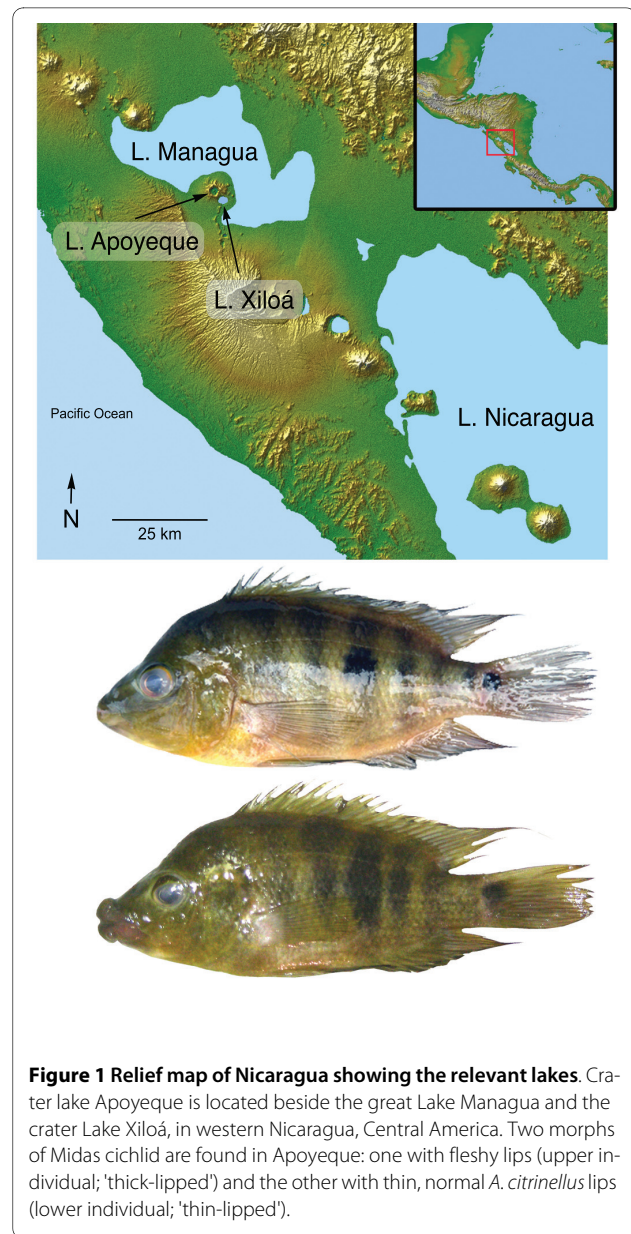 L. Managua
L. Apoyeque
L. Xiloá
Pacific Ocean
L. Nicaragua
N
25 km
Figure 1 Relief map of Nicaragua showing the relevant lakes. Cra-
ter lake Apoyeque is located beside the great Lake Managua and the
crater Lake Xiloá, in western Nicaragua, Central America. Two morphs
of Midas cichlid are found in Apoyeque: one with fleshy lips (upper in-
dividual; 'thick-lipped') and the other with thin, normal A. citrinellus lips
(lower individual; 'thin-lipped').